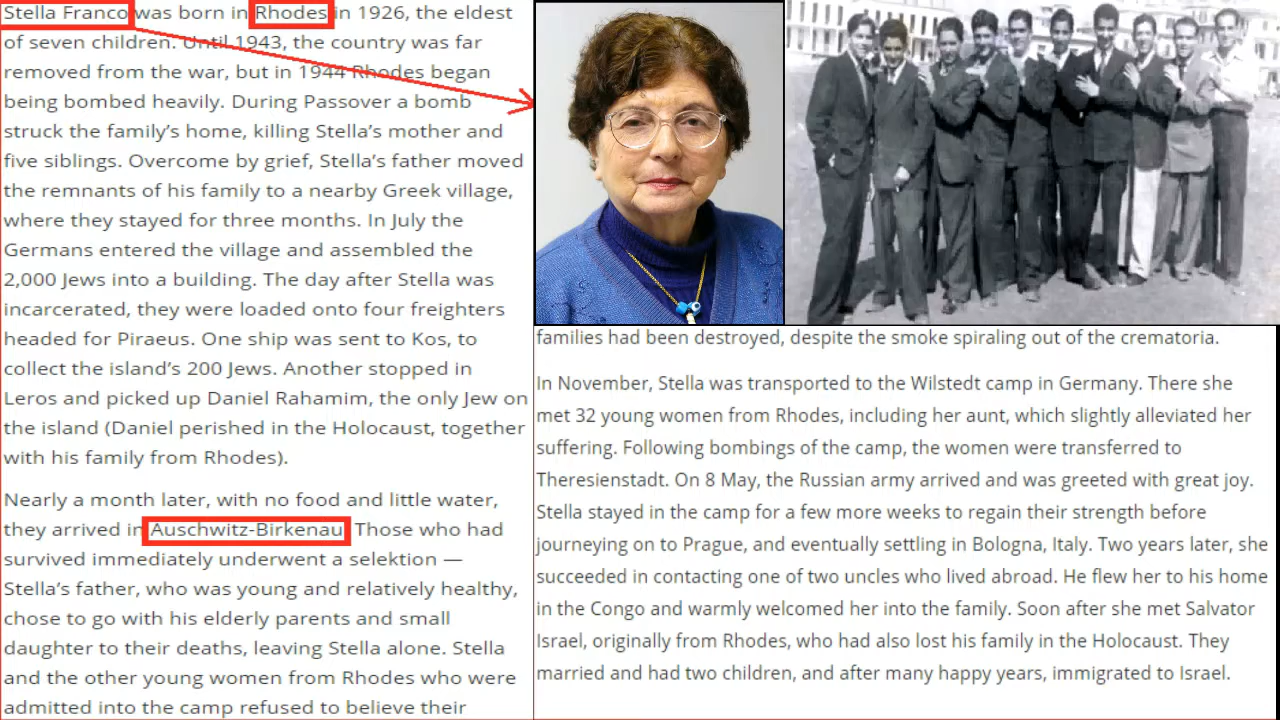 Stella Franco was born in Rhodes in 1926, the eldest
of seven children. Until 1943, the country was far
removed from the war, but in 1944 Rhodes began
being bombed heavily. During Passover a bomb
struck the family’s home, killing Stella’s mother and
five siblings. Overcome by grief, Stella’s father moved
the remnants of his family to a nearby Greek village,
where they stayed for three months. In July the
Germans entered the village and assembled the
2,000 Jews into a building. The day after Stella was
incarcerated, they were loaded onto four freighters
headed for Piraeus. One ship was sent to Kos, to
collect the island’s 200 Jews. Another stopped in
Leros and picked up Daniel Rahamim, the only Jew on
the island (Daniel perished in the Holocaust, together
with his family from Rhodes).
Nearly a month later, with no food and little water,
they arrived in Auschwitz-Birkenau. Those who had
survived immediately underwent a selektion —
Stella’s father, who was young and relatively healthy,
chose to go with his elderly parents and small
daughter to their deaths, leaving Stella alone. Stella
and the other young women from Rhodes who were
admitted into the camp refused to believe their
families had been destroyed, despite the smoke spiraling out of the crematoria.
In November, Stella was transported to the Wilstedt camp in Germany. There she
met 32 young women from Rhodes, including her aunt, which slightly alleviated her
suffering. Following bombings of the camp, the women were transferred to
Theresienstadt. On 8 May, the Russian army arrived and was greeted with great joy.
Stella stayed in the camp for a few more weeks to regain their strength before
journeying on to Prague, and eventually settling in Bologna, Italy. Two years later, she
succeeded in contacting one of two uncles who lived abroad. He flew her to his home
in the Congo and warmly welcomed her into the family. Soon after she met Salvator
Israel, originally from Rhodes, who had also lost his family in the Holocaust. They
married and had two children, and after many happy years, immigrated to Israel.